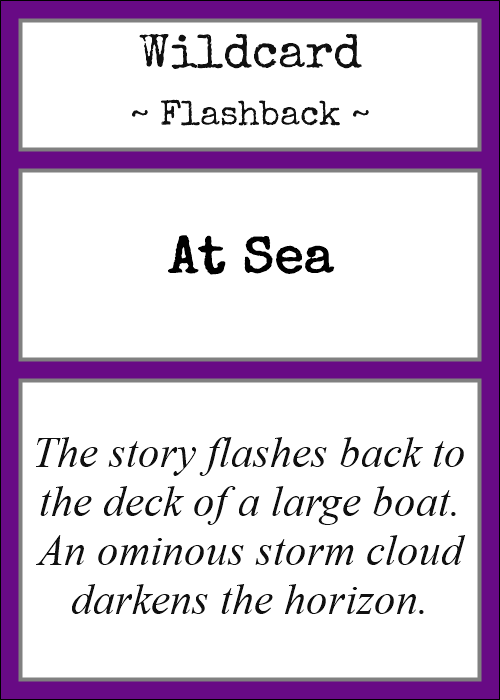 Wildcard
~ Flashback ~
At Sea
The story flashes back to
the deck of a large boat.
An ominous storm cloud
darkens the horizon.